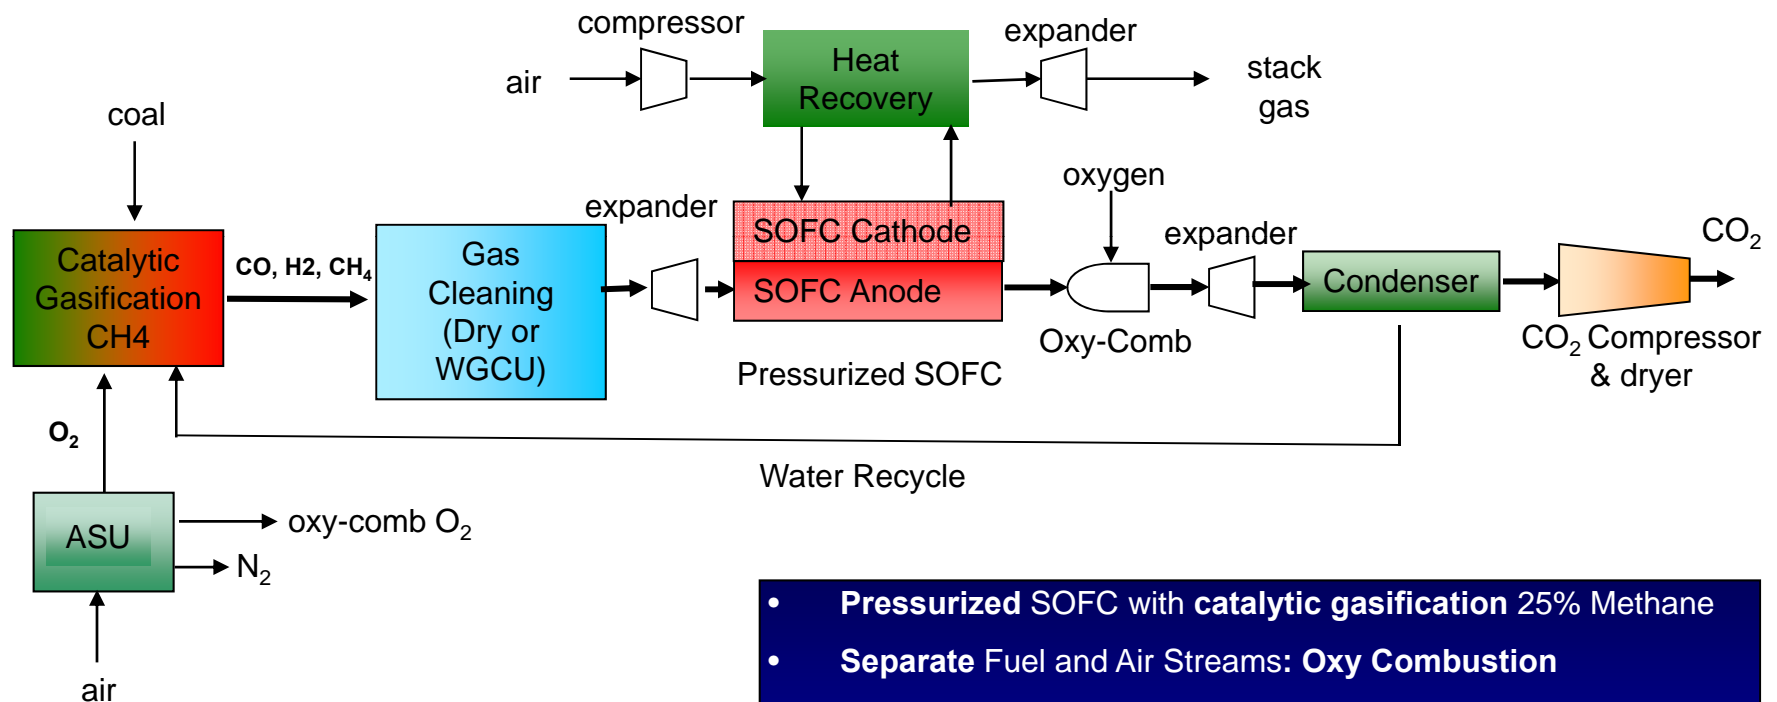 compressor
expander
air
Heat
Recovery
stack
gas
coal
oxygen
expander
SOFC Cathode
SOFC Anode
expander
CO₂
Catalytic
Gasification
CH4
CO, H2, CH₄
Gas
Cleaning
(Dry or
WGCU)
Condenser
Oxy-Comb
CO₂ Compressor
& dryer
Pressurized SOFC
O₂
Water Recycle
ASU
oxy-comb O₂
N₂
air
• Pressurized SOFC with catalytic gasification 25% Methane
• Separate Fuel and Air Streams: Oxy Combustion